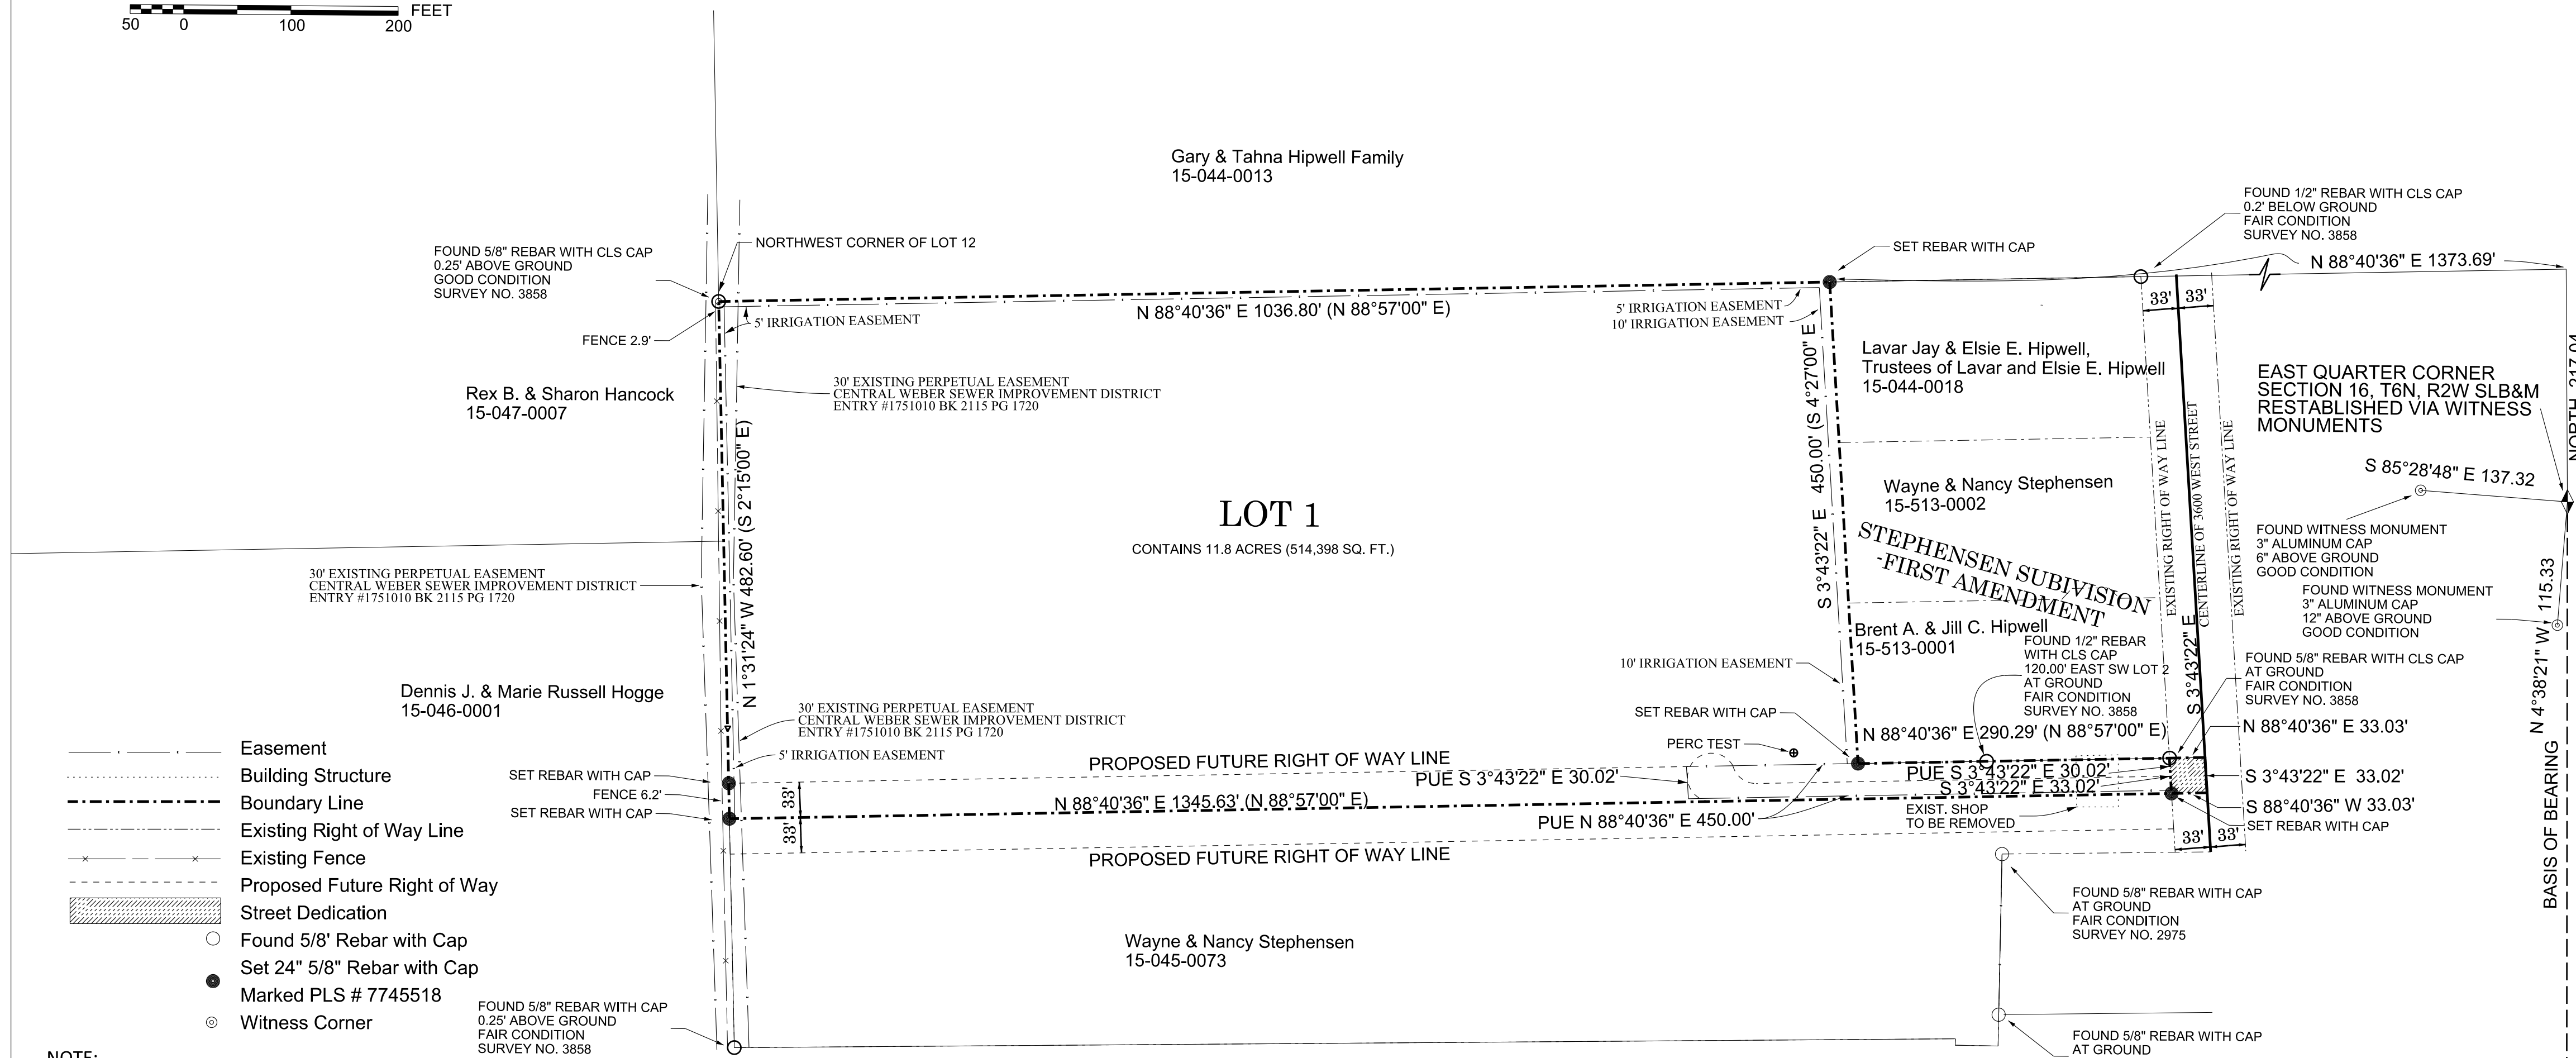 FEET
50 0 100 200
Gary & Tahna Hipwell Family
15-044-0013
FOUND 1/2" REBAR WITH CLS CAP
0.2' BELOW GROUND
FAIR CONDITION
SURVEY NO. 3858
NORTHWEST CORNER OF LOT 12
FOUND 5/8" REBAR WITH CLS CAP
0.25' ABOVE GROUND
GOOD CONDITION
SURVEY NO. 3858
SET REBAR WITH CAP
N 88°40'36" E 1373.69'
5' IRRIGATION EASEMENT
N 88°40'36" E 1036.80' (N 88°57'00" E)
5' IRRIGATION EASEMENT
10' IRRIGATION EASEMENT
33' 33'
FENCE 2.9'
NORTH 217.04
Rex B. & Sharon Hancock
15-047-0007
30' EXISTING PERPETUAL EASEMENT
CENTRAL WEBER SEWER IMPROVEMENT DISTRICT
ENTRY #1751010 BK 2115 PG 1720
Lavar Jay & Elsie E. Hipwell,
Trustees of Lavar and Elsie E. Hipwell
15-044-0018
EAST QUARTER CORNER
SECTION 16, T6N, R2W SLB&M
RESTABLISHED VIA WITNESS
MONUMENTS
S 85°28'48" E 137.32
N 1°31'24" W 482.60' (S 2°15'00" E)
S 3°43'22" E 450.00' (S 4°27'00" E
LOT 1
CONTAINS 11.8 ACRES (514,398 SQ. FT.)
Wayne & Nancy Stephensen
15-513-0002
STEPHENSEN SUBIVISION
-FIRST AMENDMENT
EXISTING RIGHT OF WAY LINE
CENTERLINE OF 3600 WEST STREET
EXISTING RIGHT OF WAY LINE
S 3°43'22" E
FOUND WITNESS MONUMENT
3" ALUMINUM CAP
6" ABOVE GROUND
GOOD CONDITION
FOUND WITNESS MONUMENT
3" ALUMINUM CAP
12" ABOVE GROUND
GOOD CONDITION
30' EXISTING PERPETUAL EASEMENT
CENTRAL WEBER SEWER IMPROVEMENT DISTRICT
ENTRY #1751010 BK 2115 PG 1720
Brent A. & Jill C. Hipwell
15-513-0001
FOUND 1/2" REBAR
WITH CLS CAP
120.00' EAST SW LOT 2
AT GROUND
FAIR CONDITION
SURVEY NO. 3858
FOUND 5/8" REBAR WITH CLS CAP
AT GROUND
FAIR CONDITION
SURVEY NO. 3858
N 4°38'21" W 115.33
BASIS OF BEARING
10' IRRIGATION EASEMENT
Dennis J. & Marie Russell Hogge
15-046-0001
30' EXISTING PERPETUAL EASEMENT
CENTRAL WEBER SEWER IMPROVEMENT DISTRICT
ENTRY #1751010 BK 2115 PG 1720
5' IRRIGATION EASEMENT
SET REBAR WITH CAP
PERC TEST
N 88°40'36" E 290.29' (N 88°57'00" E)
N 88°40'36" E 33.03'
PROPOSED FUTURE RIGHT OF WAY LINE
PUE S 3°43'22" E 30.02'
PUE S 3°43'22" E 30.02'
S 3°43'22" E 33.02'
S 3°43'22" E 33.02'
SET REBAR WITH CAP
FENCE 6.2'
SET REBAR WITH CAP
33'
33'
N 88°40'36" E 1345.63' (N 88°57'00" E)
PUE N 88°40'36" E 450.00'
EXIST. SHOP
TO BE REMOVED
S 88°40'36" W 33.03'
SET REBAR WITH CAP
33' 33'
PROPOSED FUTURE RIGHT OF WAY LINE
Easement
Building Structure
Boundary Line
Existing Right of Way Line
Existing Fence
Proposed Future Right of Way
Street Dedication
Found 5/8' Rebar with Cap
Set 24" 5/8" Rebar with Cap
Marked PLS # 7745518
Witness Corner
Wayne & Nancy Stephensen
15-045-0073
FOUND 5/8" REBAR WITH CAP
AT GROUND
FAIR CONDITION
SURVEY NO. 2975
FOUND 5/8" REBAR WITH CAP
0.25' ABOVE GROUND
FAIR CONDITION
SURVEY NO. 3858
FOUND 5/8" REBAR WITH CAP
AT GROUND
NOTE: